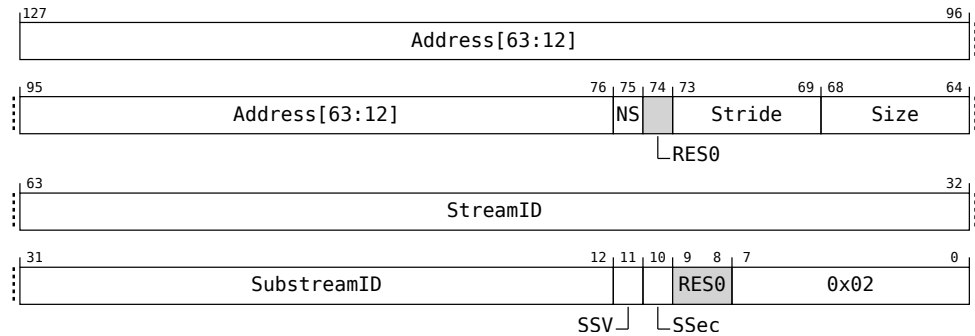 127 96
Address[63:12]
95 76 75 74 73 69 68 64
Address[63:12] NS Stride Size
RES0
63 32
StreamID
31 12 11 10 9 8 7 0
SubstreamID RES0 0x02
SSV SSec